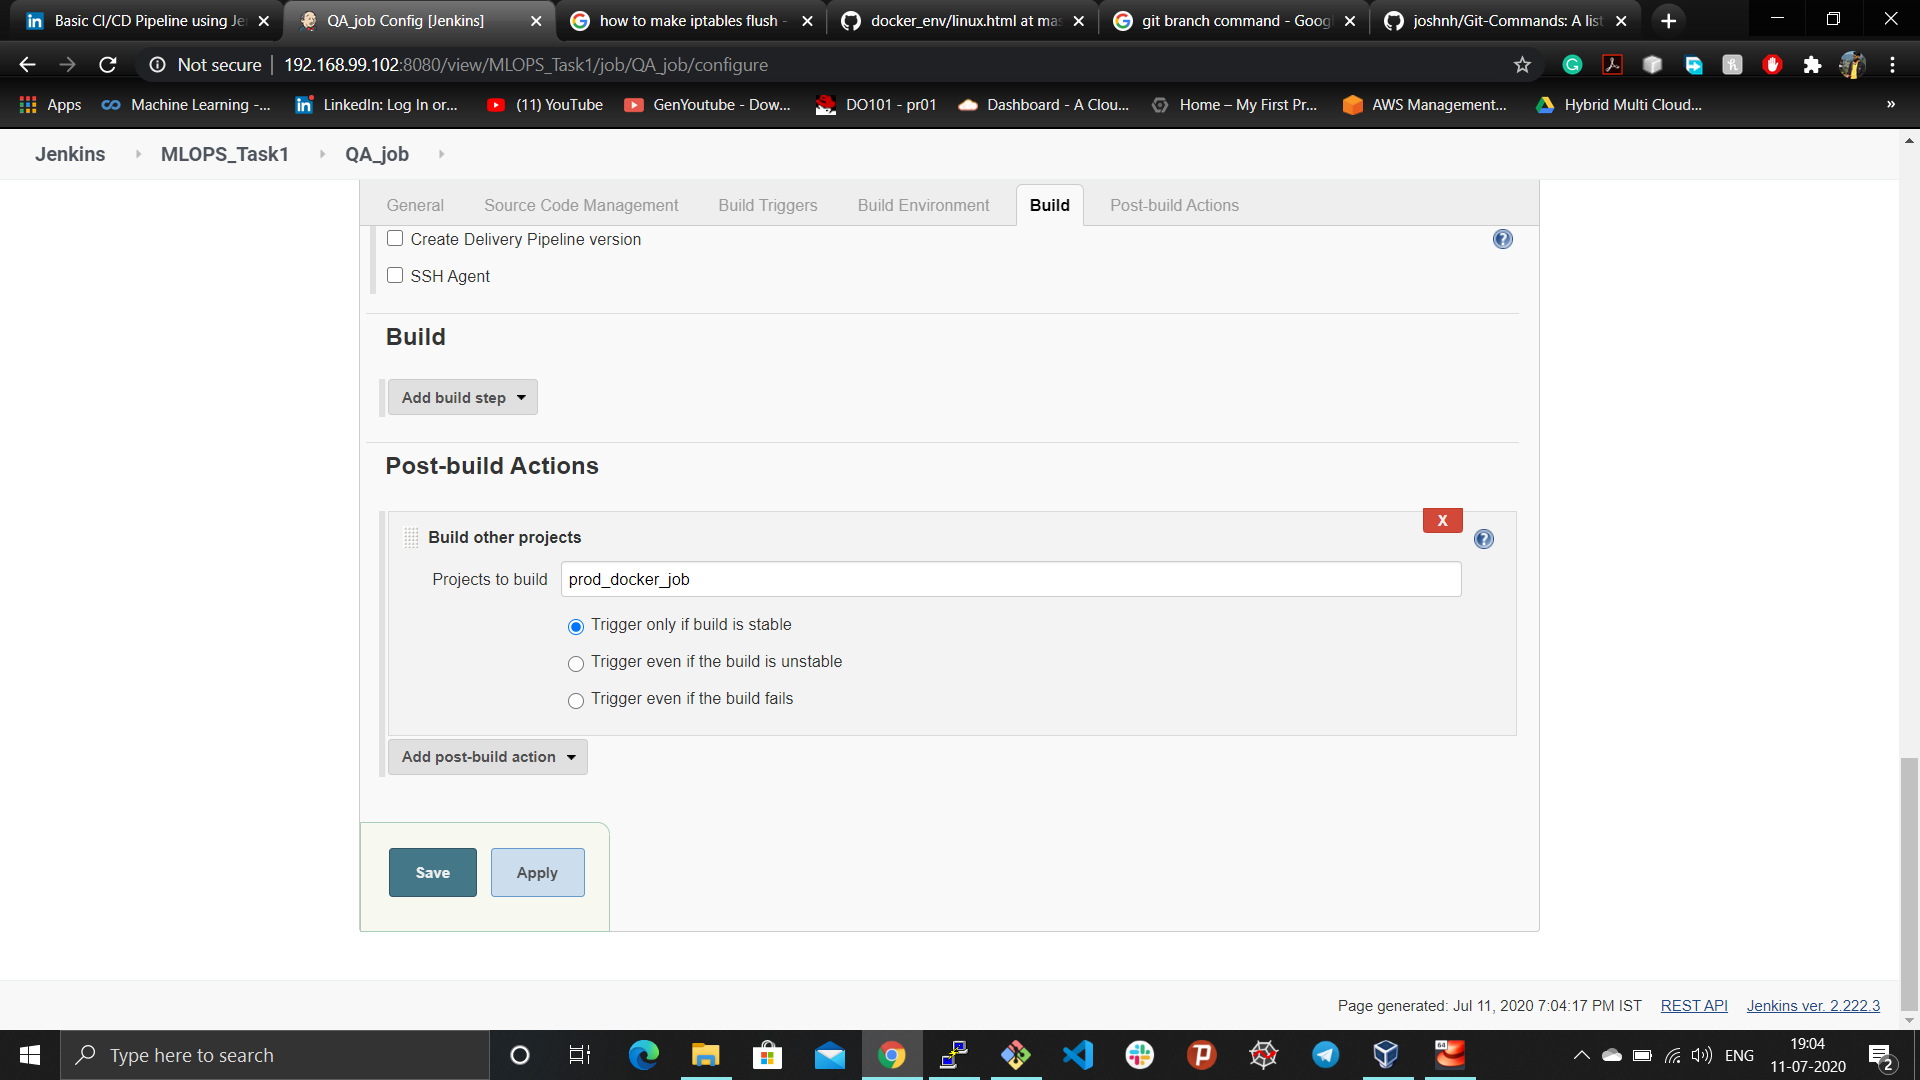 Basic CI/CD Pipeline using Je
QA_job Config [Jenkins]
how to make iptables flush -
docker_env/linux.html at mas
git branch command - Googl
joshnh/Git-Commands: A list
Not secure
192.168.99.102:8080/view/MLOPS_Task1/job/QA_job/configure
Apps
Machine Learning -...
LinkedIn: Log In or...
(11) YouTube
GenYoutube - Dow...
DO101 - pr01
Dashboard - A Clou...
Home – My First Pr...
AWS Management...
Hybrid Multi Cloud...
»
Jenkins
MLOPS_Task1
QA_job
General
Source Code Management
Build Triggers
Build Environment
Build
Post-build Actions
Create Delivery Pipeline version
SSH Agent
Build
Add build step
Post-build Actions
X
Build other projects
Projects to build
prod_docker_job
Trigger only if build is stable
Trigger even if the build is unstable
Trigger even if the build fails
Add post-build action
Save
Apply
Page generated: Jul 11, 2020 7:04:17 PM IST
REST API
Jenkins ver. 2.222.3
Type here to search
64
ENG
19:04
11-07-2020
2